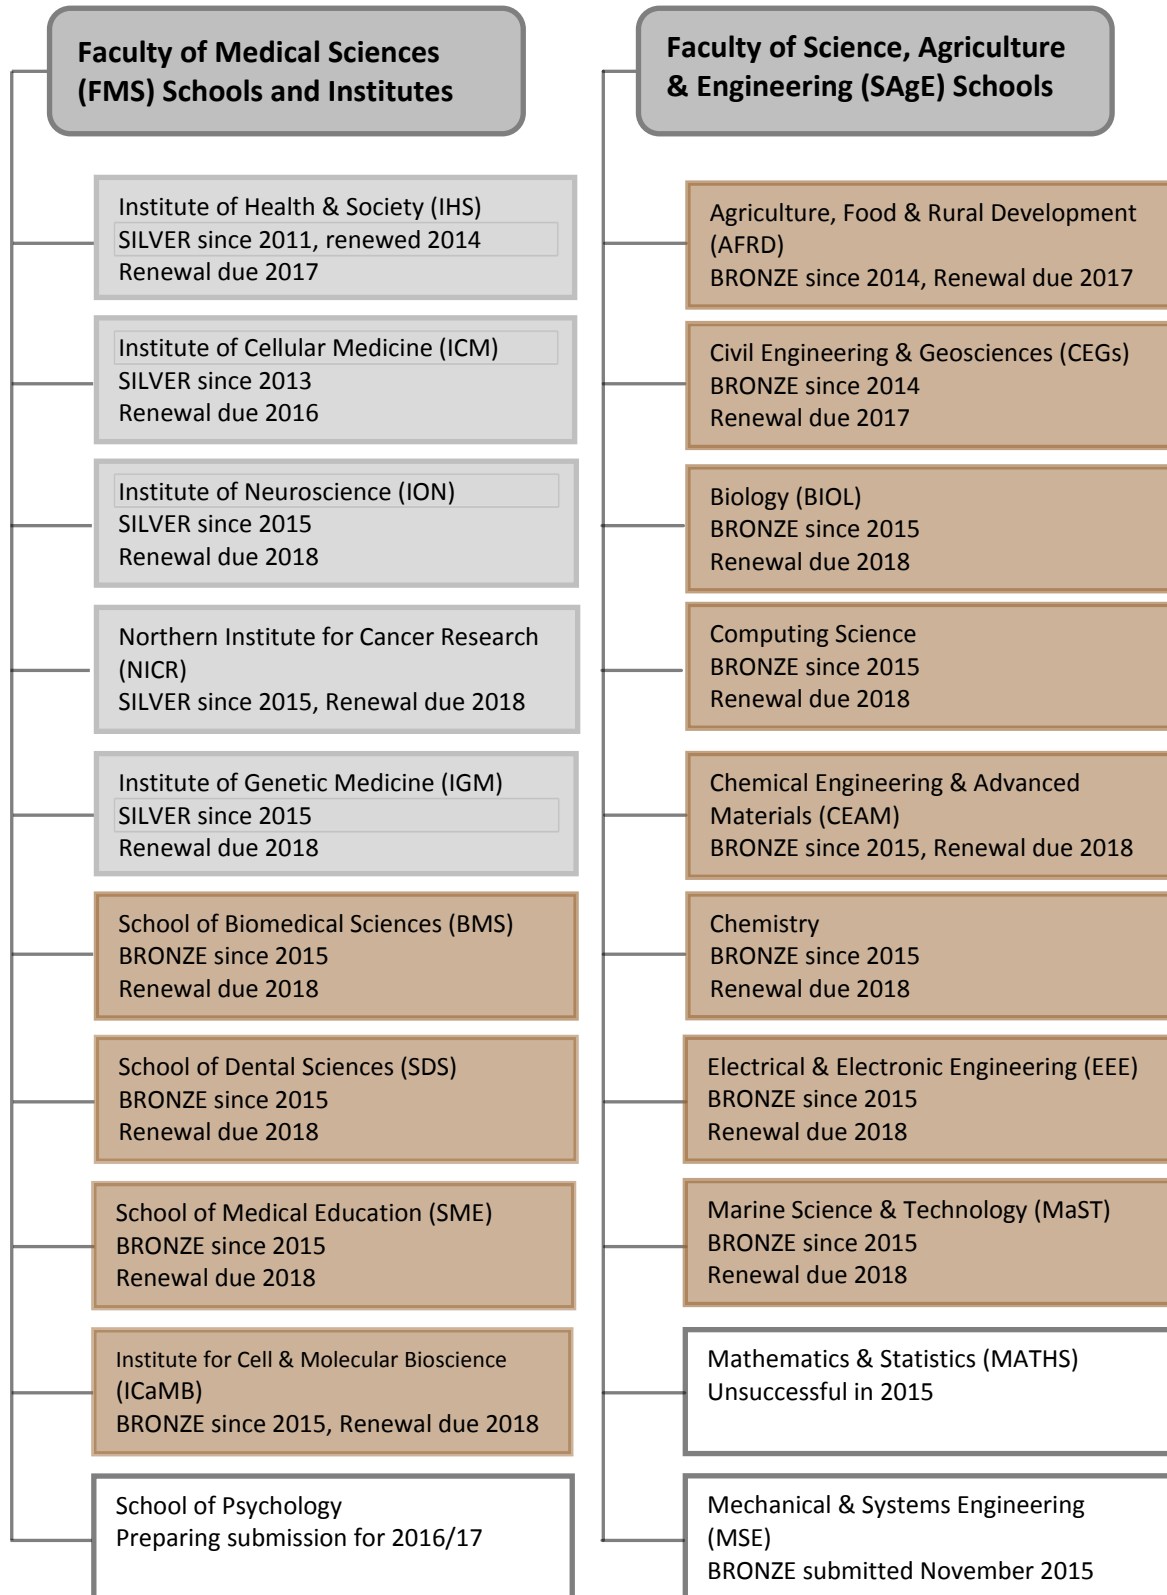 Faculty of Medical Sciences
(FMS) Schools and Institutes
Institute of Health & Society (IHS)
SILVER since 2011, renewed 2014
Renewal due 2017
Institute of Cellular Medicine (ICM)
SILVER since 2013
Renewal due 2016
Institute of Neuroscience (ION)
SILVER since 2015
Renewal due 2018
Northern Institute for Cancer Research
(NICR)
SILVER since 2015, Renewal due 2018
Institute of Genetic Medicine (IGM)
SILVER since 2015
Renewal due 2018
School of Biomedical Sciences (BMS)
BRONZE since 2015
Renewal due 2018
School of Dental Sciences (SDS)
BRONZE since 2015
Renewal due 2018
School of Medical Education (SME)
BRONZE since 2015
Renewal due 2018
Institute for Cell & Molecular Bioscience
(ICaMB)
BRONZE since 2015, Renewal due 2018
School of Psychology
Preparing submission for 2016/17
Faculty of Science, Agriculture
& Engineering (SAgE) Schools
Agriculture, Food & Rural Development
(AFRD)
BRONZE since 2014, Renewal due 2017
Civil Engineering & Geosciences (CEGs)
BRONZE since 2014
Renewal due 2017
Biology (BIOL)
BRONZE since 2015
Renewal due 2018
Computing Science
BRONZE since 2015
Renewal due 2018
Chemical Engineering & Advanced
Materials (CEAM)
BRONZE since 2015, Renewal due 2018
Chemistry
BRONZE since 2015
Renewal due 2018
Electrical & Electronic Engineering (EEE)
BRONZE since 2015
Renewal due 2018
Marine Science & Technology (MaST)
BRONZE since 2015
Renewal due 2018
Mathematics & Statistics (MATHS)
Unsuccessful in 2015
Mechanical & Systems Engineering
(MSE)
BRONZE submitted November 2015